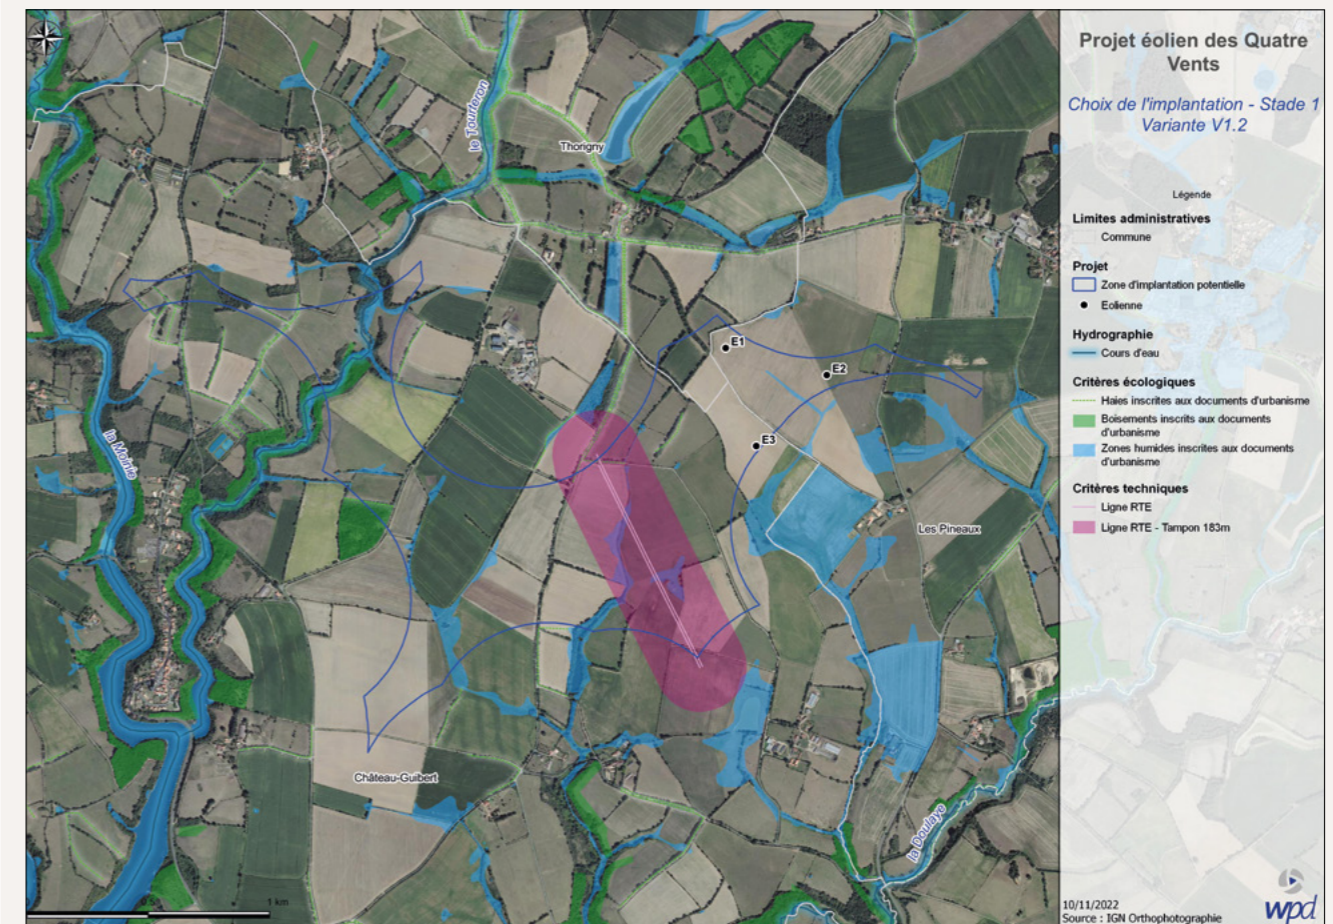 Projet éolien des Quatre
Vents
Choix de l'implantation - Stade 1
Variante V1.2
Légende
Limites administratives
Commune
Projet
Zone d'implantation potentielle
Eolienne
Hydrographie
Cours d'eau
Critères écologiques
Haies inscrites aux documents d'urbanisme
Boisements inscrits aux documents
d'urbanisme
Zones humides inscrites aux documents
d'urbanisme
Critères techniques
Ligne RTE
Ligne RTE - Tampon 183m
10/11/2022
Source : IGN Orthophotographie
wpd
le Tourteron
Thorigny
E1
E2
E3
la Moinie
Les Pineaux
Château-Guibert
la Doulaye
1 km